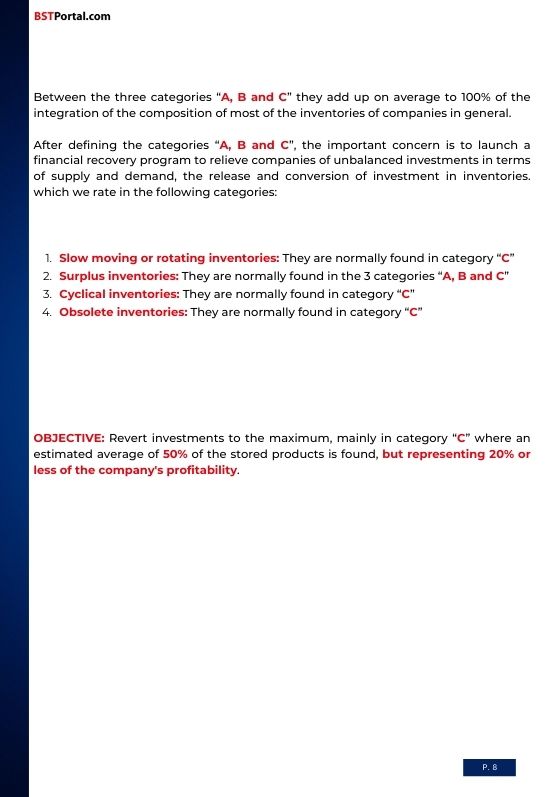 BSTPortal.com
Between the three categories “A, B and C” they add up on average to 100% of the
integration of the composition of most of the inventories of companies in general.
After defining the categories “A, B and C”, the important concern is to launch a
financial recovery program to relieve companies of unbalanced investments in terms
of supply and demand, the release and conversion of investment in inventories.
which we rate in the following categories:
1. Slow moving or rotating inventories: They are normally found in category “C”
2. Surplus inventories: They are normally found in the 3 categories “A, B and C”
3. Cyclical inventories: They are normally found in category “C”
4. Obsolete inventories: They are normally found in category “C”
OBJECTIVE: Revert investments to the maximum, mainly in category “C” where an
estimated average of 50% of the stored products is found, but representing 20% or
less of the company's profitability.
P. 8